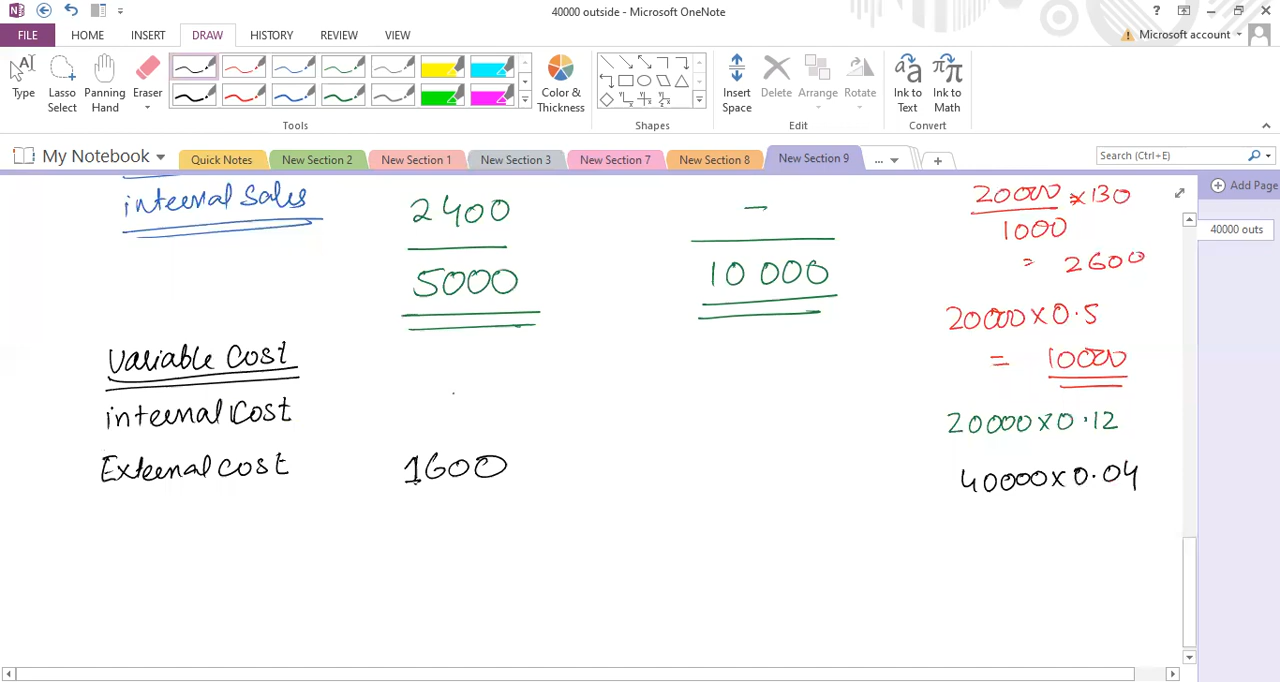 40000 outside - Microsoft OneNote
?
Microsoft account
FILE HOME INSERT DRAW HISTORY REVIEW VIEW
Type
Lasso Select
Panning Hand
Eraser
Color & Thickness
Insert Space
Delete
Arrange
Rotate
Ink to Text
Ink to Math
Tools
Shapes
Edit
Convert
My Notebook
Quick Notes
New Section 2
New Section 1
New Section 3
New Section 7
New Section 8
New Section 9
...
+
Search (Ctrl+E)
Add Page
40000 outs
internal sales 2400 -
5000 10 000
Variable Cost
internal Cost
External cost 1600
20000 × 130
1000
= 2600
20000 × 0.5
= 10000
20000 × 0.12
40000 × 0.04